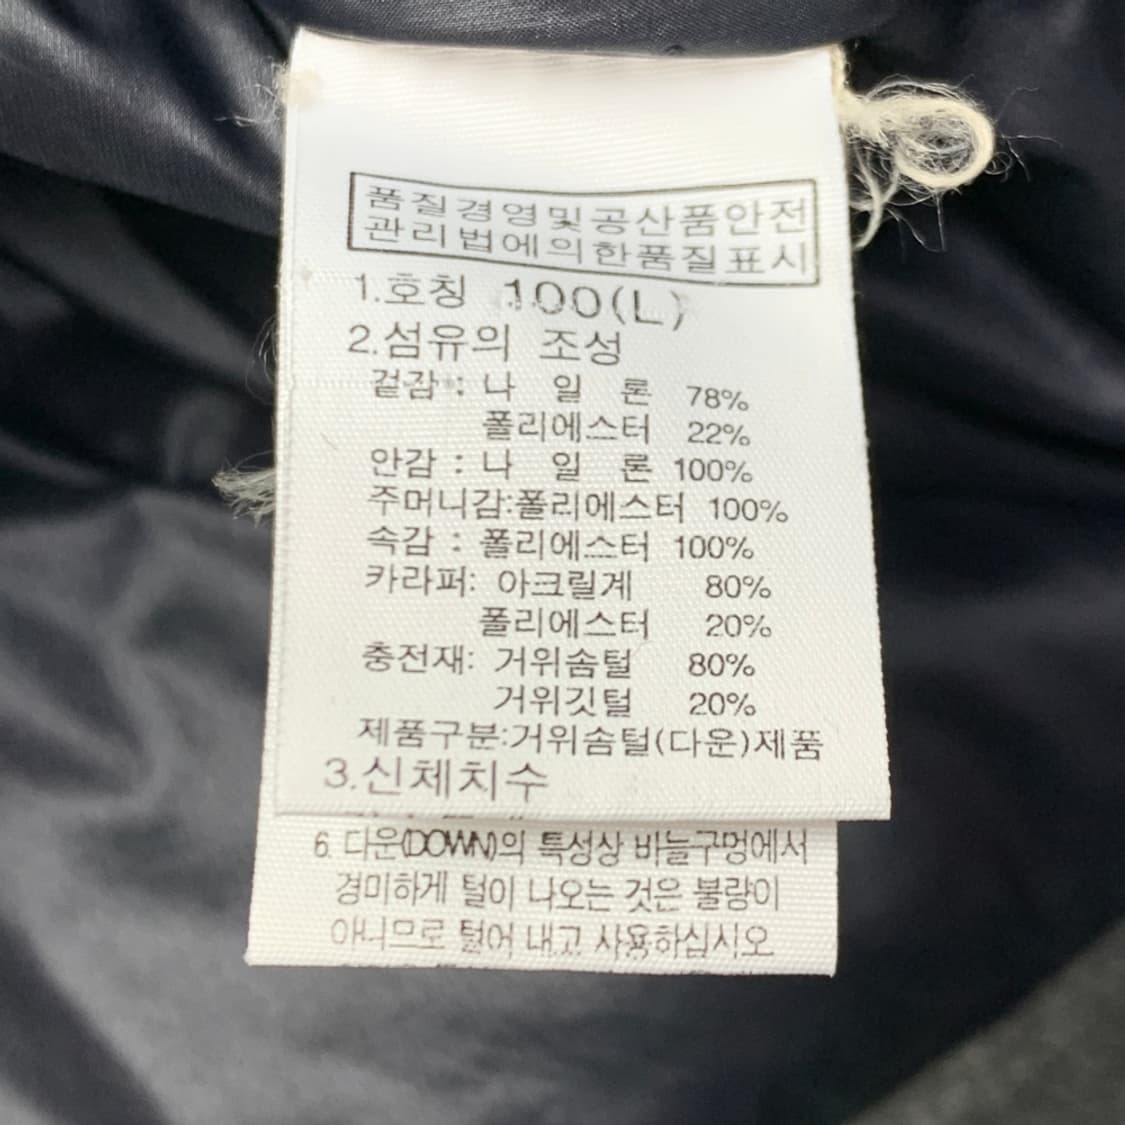 품질경영및공산품안전
관리법에의한품질표시
1.호칭 100(L)
2.섬유의 조성
겉감 : 나 일 론 78%
폴리에스터 22%
안감 : 나 일 론 100%
주머니감:폴리에스터 100%
속감 : 폴리에스터 100%
카라퍼: 아크릴계 80%
폴리에스터 20%
충전재: 거위솜털 80%
거위깃털 20%
제품구분:거위솜털(다운)제품
3.신체치수
6. 다운(DOWN)의 특성상 바늘구멍에서
경미하게 털이 나오는 것은 불량이
아니므로 털어 내고 사용하십시오